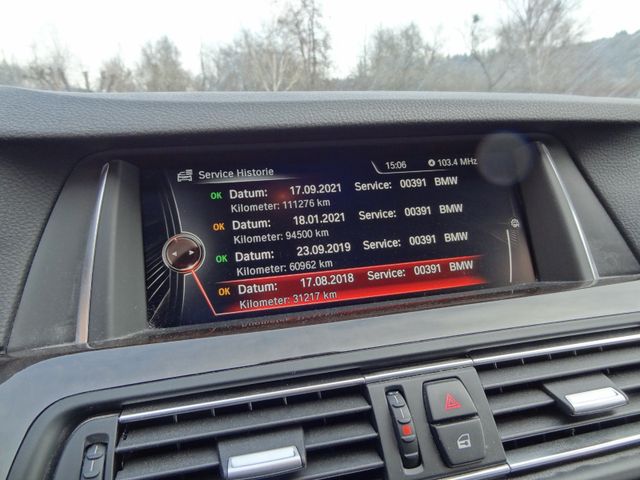 Service Historie 15:06 103.4 MHz
OK Datum: 17.09.2021 Service: 00391 BMW
Kilometer: 111276 km
OK Datum: 18.01.2021 Service: 00391 BMW
Kilometer: 94500 km
OK Datum: 23.09.2019 Service: 00391 BMW
Kilometer: 60962 km
OK Datum: 17.08.2018 Service: 00391 BMW
Kilometer: 31217 km